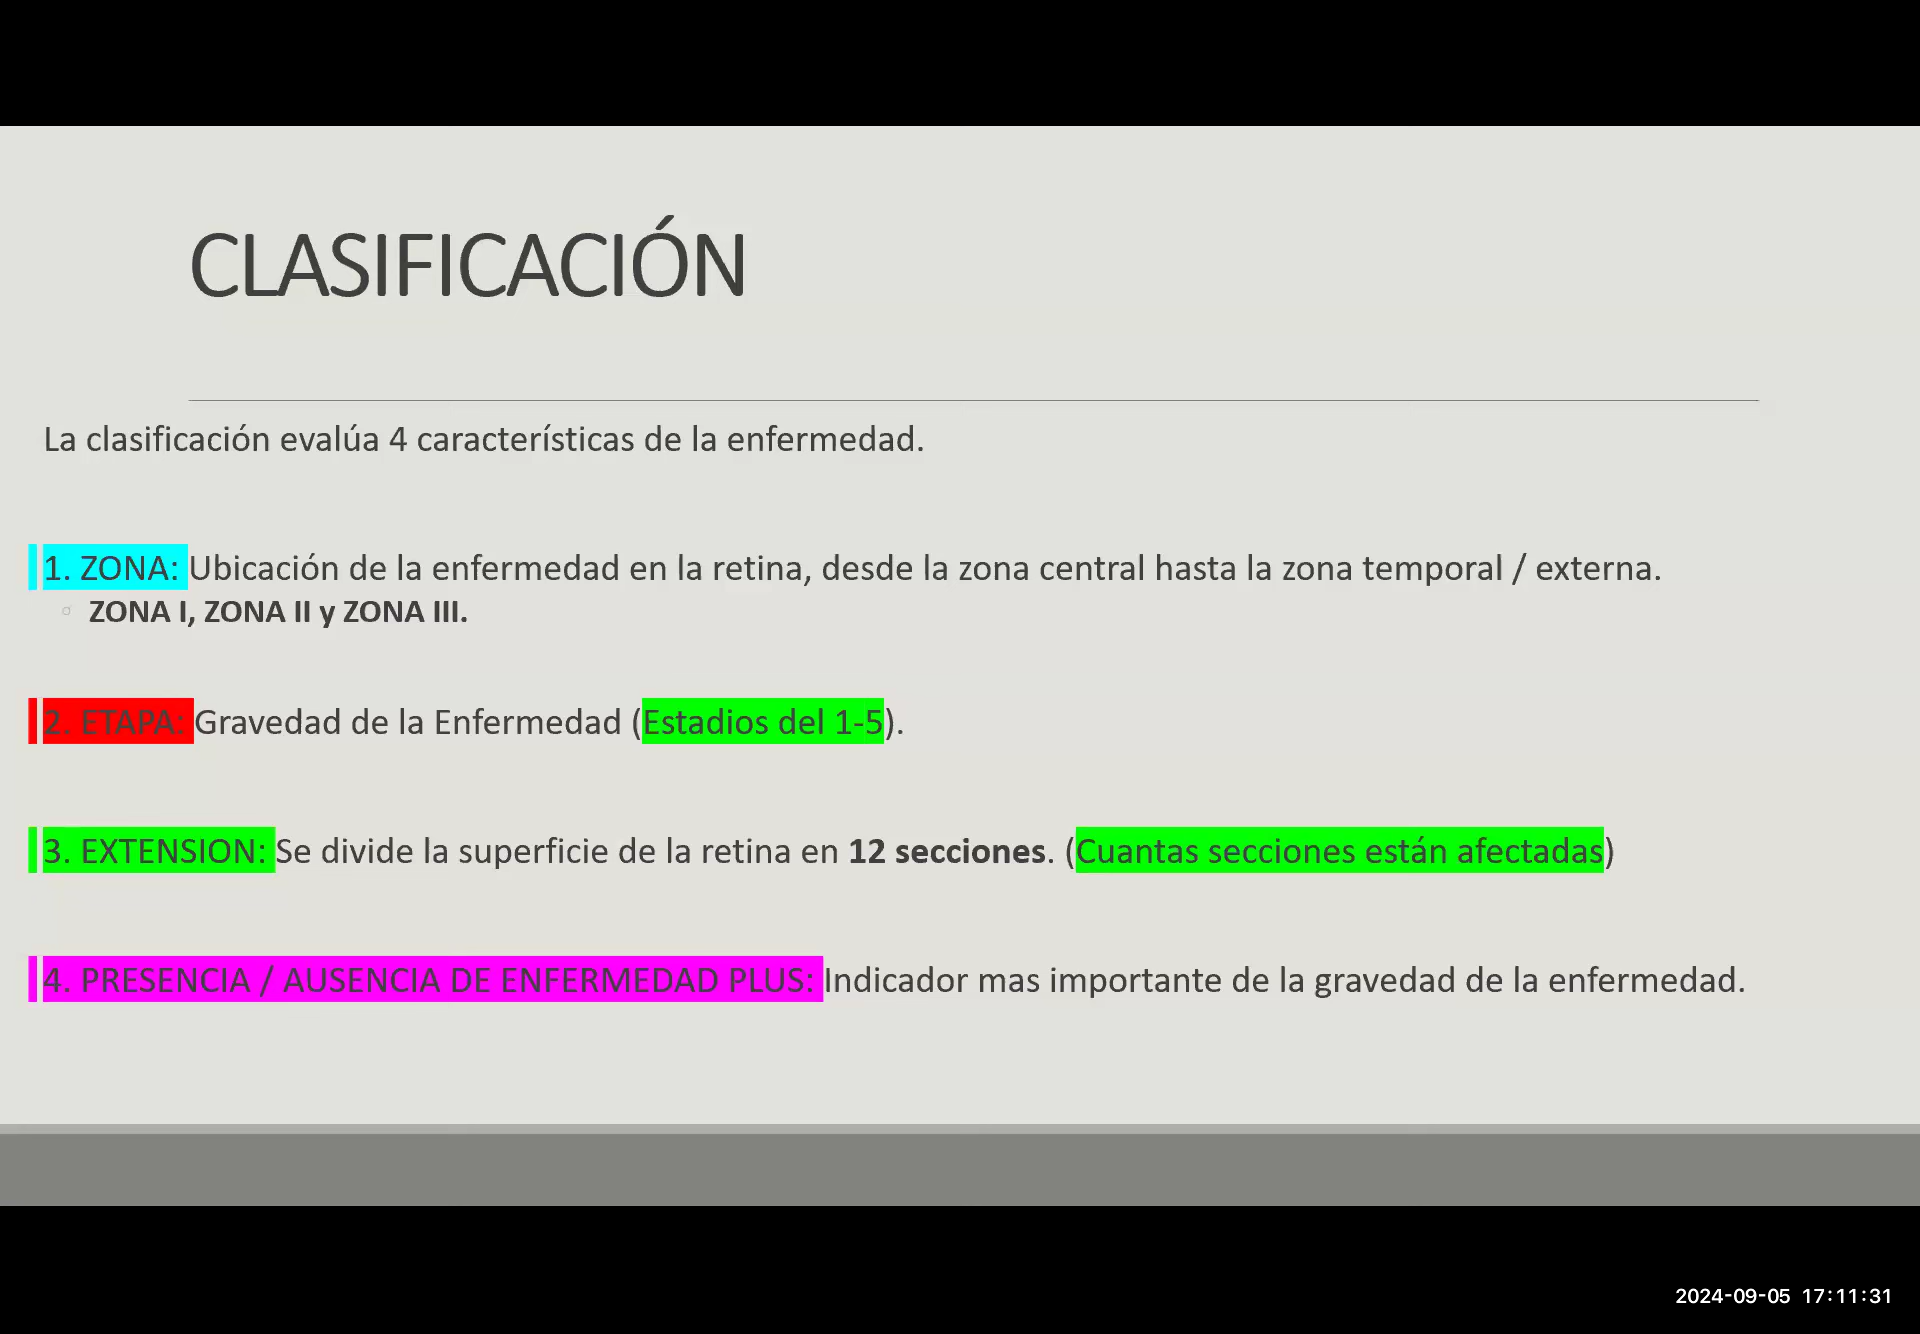 CLASIFICACIÓN
La clasificación evalúa 4 características de la enfermedad.
1. ZONA: Ubicación de la enfermedad en la retina, desde la zona central hasta la zona temporal / externa.
ZONA I, ZONA II y ZONA III.
2. ETAPA: Gravedad de la Enfermedad (Estadios del 1-5).
3. EXTENSION: Se divide la superficie de la retina en 12 secciones. (Cuantas secciones están afectadas)
4. PRESENCIA / AUSENCIA DE ENFERMEDAD PLUS: Indicador mas importante de la gravedad de la enfermedad.
2024-09-05 17:11:31